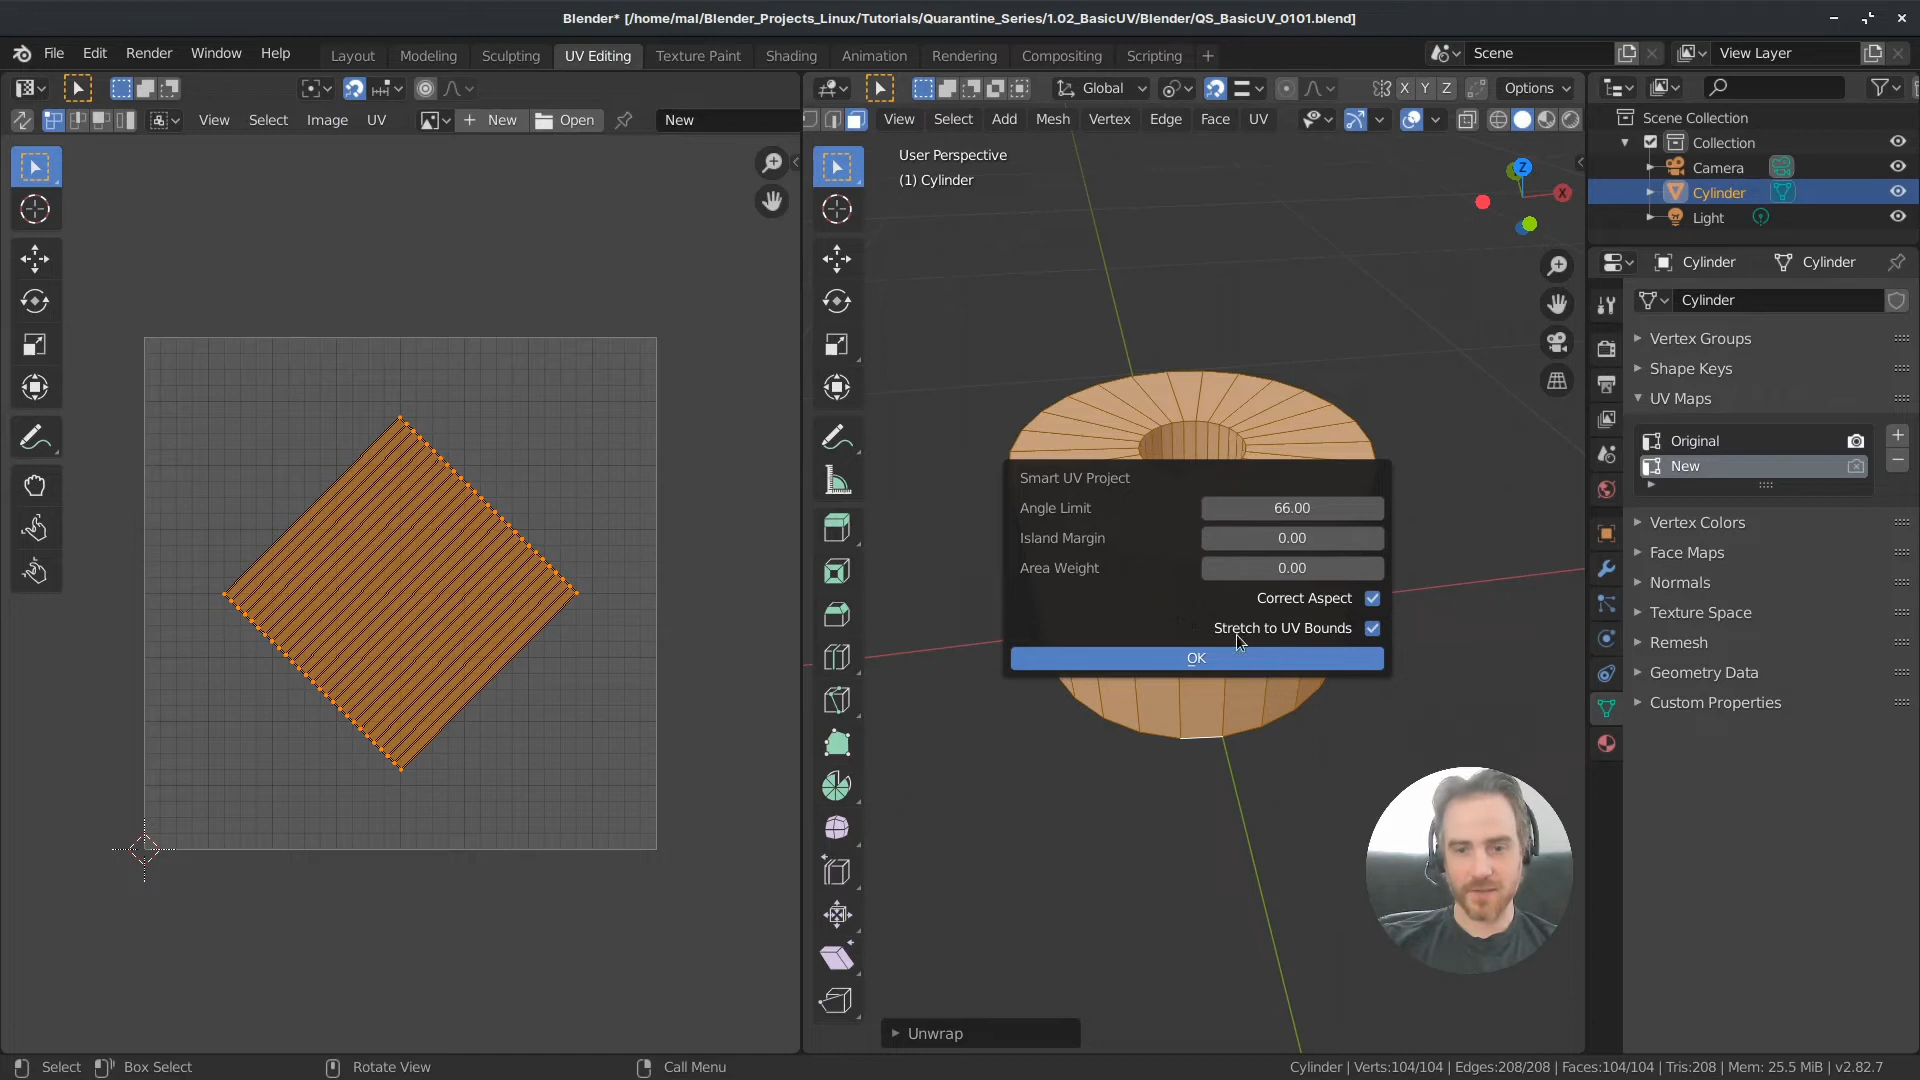 Blender* [/home/mal/Blender_Projects_Linux/Tutorials/Quarantine_Series/1.02_BasicUV/Blender/QS_BasicUV_0101.blend]
File Edit Render Window Help Layout Modeling Sculpting UV Editing Texture Paint Shading Animation Rendering Compositing Scripting + Scene View Layer
Global X Y Z Options
View Select Image UV + New Open New View Select Add Mesh Vertex Edge Face UV
Scene Collection
Collection
Camera
Cylinder
Light
User Perspective
(1) Cylinder
Z
X
Cylinder Cylinder
Cylinder
Vertex Groups
Shape Keys
UV Maps
Original
New
Vertex Colors
Face Maps
Normals
Texture Space
Remesh
Geometry Data
Custom Properties
Smart UV Project
Angle Limit 66.00
Island Margin 0.00
Area Weight 0.00
Correct Aspect
Stretch to UV Bounds
OK
Unwrap
Select Box Select Rotate View Call Menu Cylinder | Verts:104/104 | Edges:208/208 | Faces:104/104 | Tris:208 | Mem: 25.5 MiB | v2.82.7